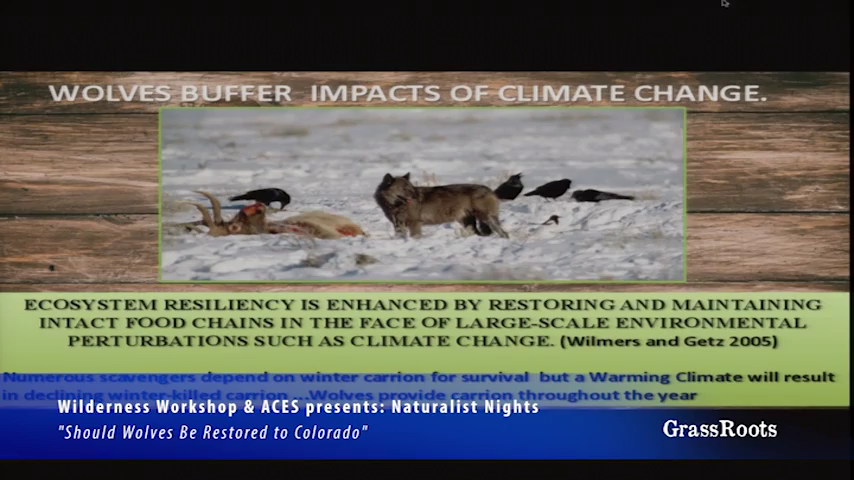 WOLVES BUFFER IMPACTS OF CLIMATE CHANGE.
ECOSYSTEM RESILIENCY IS ENHANCED BY RESTORING AND MAINTAINING
INTACT FOOD CHAINS IN THE FACE OF LARGE-SCALE ENVIRONMENTAL
PERTURBATIONS SUCH AS CLIMATE CHANGE. (Wilmers and Getz 2005)
Numerous scavengers depend on winter carrion for survival but a Warming Climate will result
in declining winter-killed carrion ...Wolves provide carrion throughout the year
Wilderness Workshop & ACES presents: Naturalist Nights
"Should Wolves Be Restored to Colorado"
GrassRoots